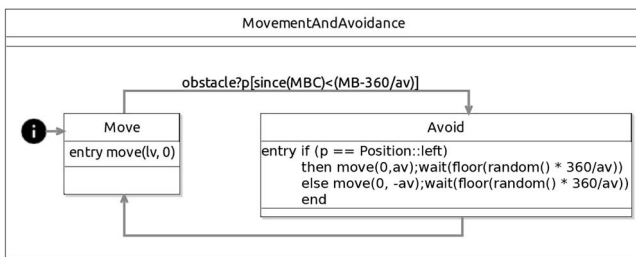 MovementAndAvoidance
obstacle?p[since(MBC)<(MB-360/av)]
i
Move
entry move(lv, 0)
Avoid
entry if (p == Position::left)
then move(0,av);wait(floor(random() * 360/av))
else move(0, -av);wait(floor(random() * 360/av))
end